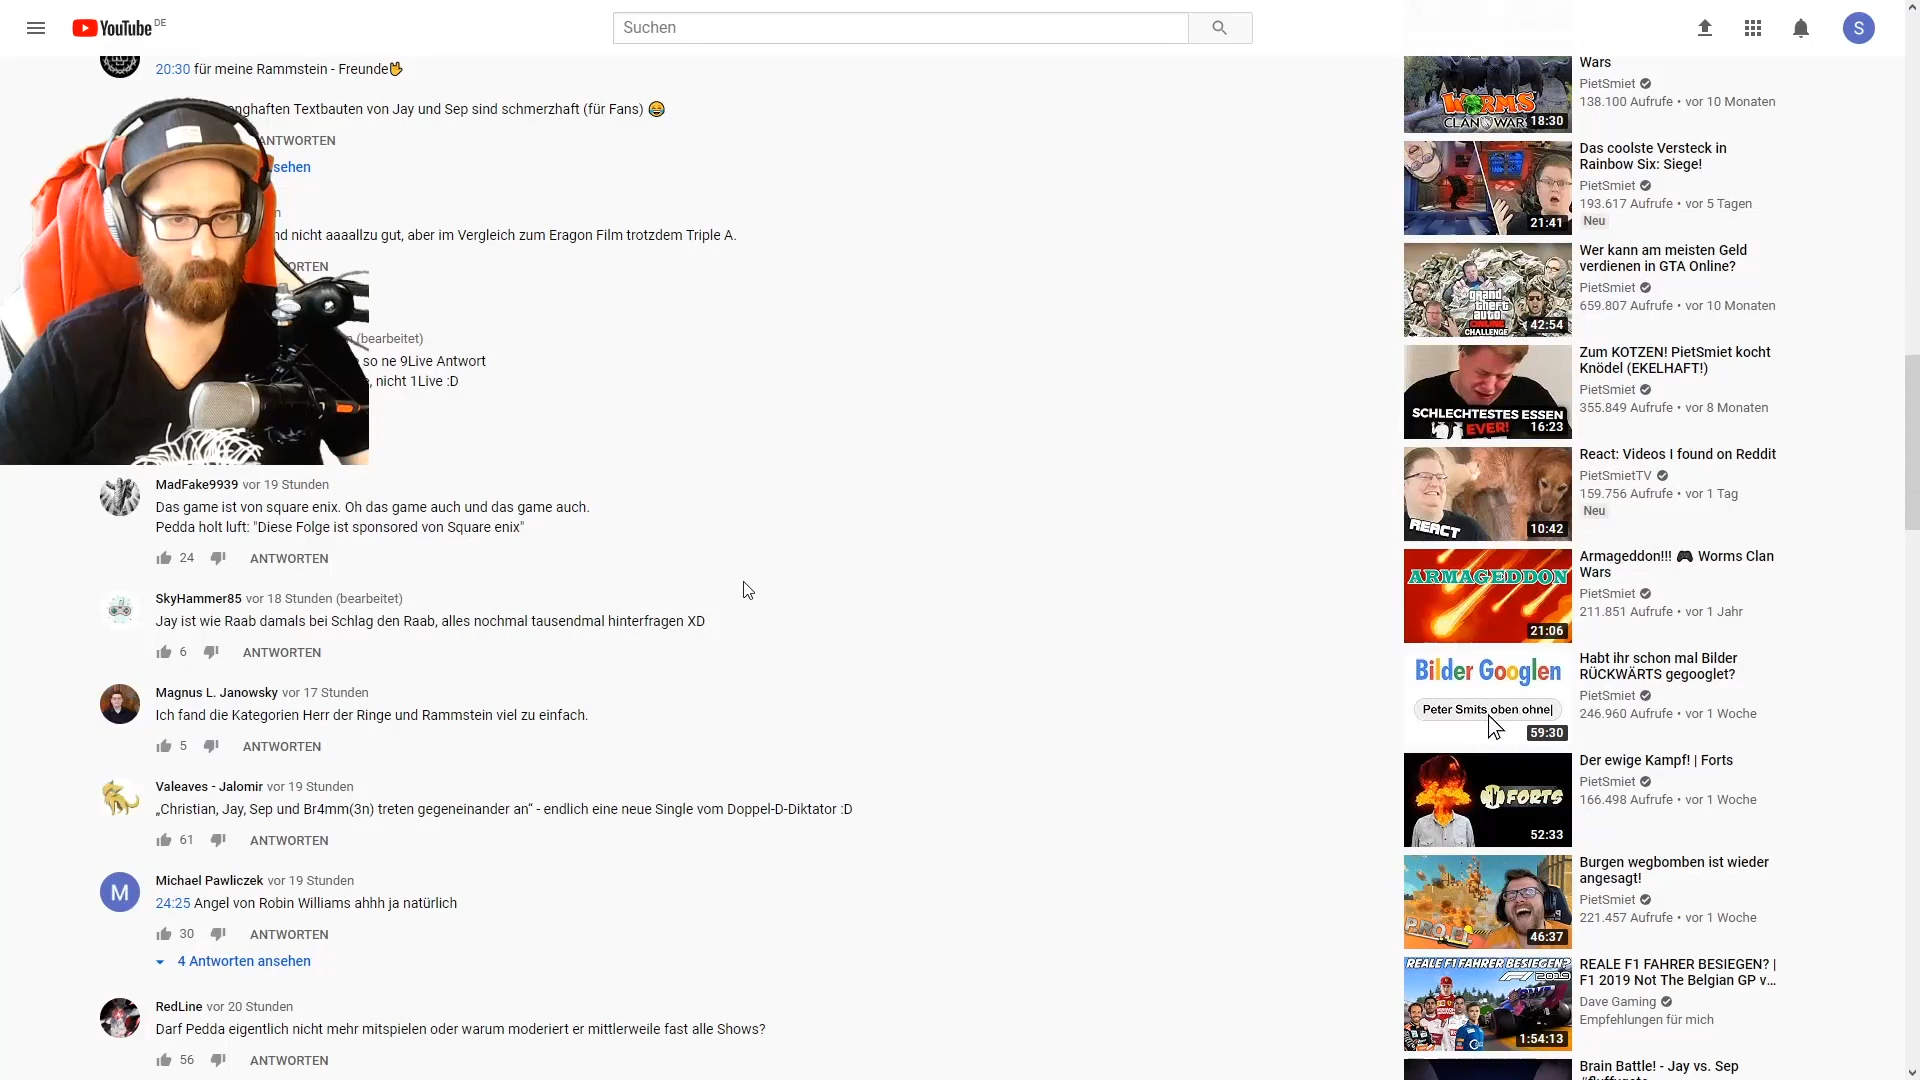 YouTube DE
Suchen
S
20:30 für meine Rammstein - Freunde🤘
nghaften Textbauten von Jay und Sep sind schmerzhaft (für Fans) 😂
ANTWORTEN
sehen
nd nicht aaaallzu gut, aber im Vergleich zum Eragon Film trotzdem Triple A.
ORTEN
(bearbeitet)
so ne 9Live Antwort
, nicht 1Live :D
MadFake9939 vor 19 Stunden
Das game ist von square enix. Oh das game auch und das game auch.
Pedda holt luft: "Diese Folge ist sponsored von Square enix"
24 ANTWORTEN
SkyHammer85 vor 18 Stunden (bearbeitet)
Jay ist wie Raab damals bei Schlag den Raab, alles nochmal tausendmal hinterfragen XD
6 ANTWORTEN
Magnus L. Janowsky vor 17 Stunden
Ich fand die Kategorien Herr der Ringe und Rammstein viel zu einfach.
5 ANTWORTEN
Valeaves - Jalomir vor 19 Stunden
„Christian, Jay, Sep und Br4mm(3n) treten gegeneinander an“ - endlich eine neue Single vom Doppel-D-Diktator :D
61 ANTWORTEN
M
Michael Pawliczek vor 19 Stunden
24:25 Angel von Robin Williams ahhh ja natürlich
30 ANTWORTEN
4 Antworten ansehen
RedLine vor 20 Stunden
Darf Pedda eigentlich nicht mehr mitspielen oder warum moderiert er mittlerweile fast alle Shows?
56 ANTWORTEN
WORMS
CLAN WARS
18:30
Wars
PietSmiet
138.100 Aufrufe • vor 10 Monaten
21:41
Das coolste Versteck in
Rainbow Six: Siege!
PietSmiet
193.617 Aufrufe • vor 5 Tagen
Neu
grand
theft
auto
ONLINE
CHALLENGE
42:54
Wer kann am meisten Geld
verdienen in GTA Online?
PietSmiet
659.807 Aufrufe • vor 10 Monaten
SCHLECHTESTES ESSEN
EVER!
16:23
Zum KOTZEN! PietSmiet kocht
Knödel (EKELHAFT!)
PietSmiet
355.849 Aufrufe • vor 8 Monaten
REACT
10:42
React: Videos I found on Reddit
PietSmietTV
159.756 Aufrufe • vor 1 Tag
Neu
ARMAGEDDON
21:06
Armageddon!!! 🎮 Worms Clan
Wars
PietSmiet
211.851 Aufrufe • vor 1 Jahr
Bilder Googlen
Peter Smits oben ohne|
59:30
Habt ihr schon mal Bilder
RÜCKWÄRTS gegooglet?
PietSmiet
246.960 Aufrufe • vor 1 Woche
FORTS
52:33
Der ewige Kampf! | Forts
PietSmiet
166.498 Aufrufe • vor 1 Woche
46:37
Burgen wegbomben ist wieder
angesagt!
PietSmiet
221.457 Aufrufe • vor 1 Woche
REALE F1 FAHRER BESIEGEN?
F1 2019
1:54:13
REALE F1 FAHRER BESIEGEN? |
F1 2019 Not The Belgian GP v...
Dave Gaming
Empfehlungen für mich
Brain Battle! - Jay vs. Sep